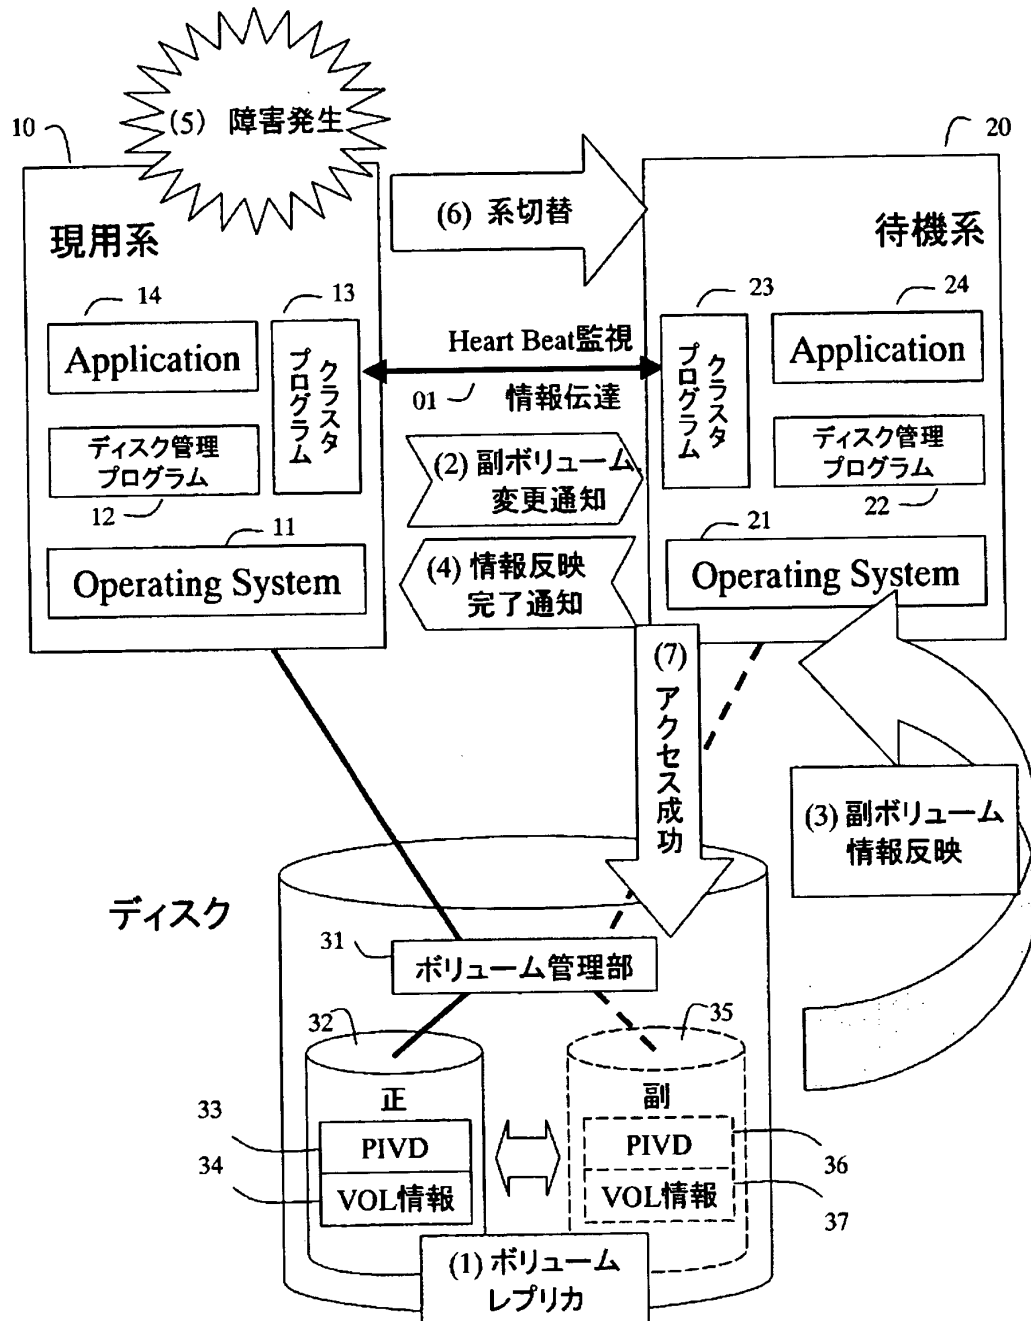 (5) 障害発生
10
20
(6) 系切替
現用系
待機系
14
13
23
24
Application
クラスタ
プログラム
Heart Beat監視
クラスタ
プログラム
Application
01
情報伝達
ディスク管理
プログラム
(2) 副ボリューム
変更通知
ディスク管理
プログラム
12
22
11
21
Operating System
(4) 情報反映
完了通知
Operating System
(7)
アクセス成功
(3) 副ボリューム
情報反映
ディスク
31
ボリューム管理部
32
35
正
副
33
PIVD
PIVD
36
34
VOL情報
VOL情報
37
(1) ボリューム
レプリカ